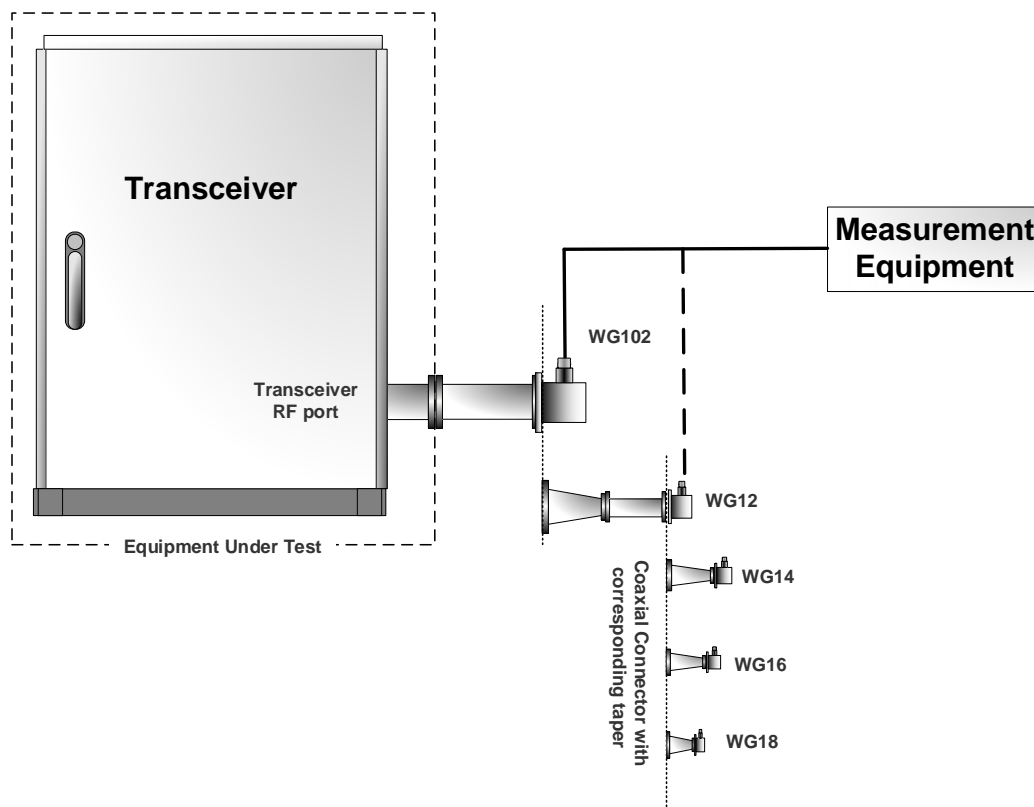 Transceiver
Measurement
Equipment
WG102
Transceiver
RF port
WG12
Equipment Under Test
WG14
Coaxial Connector with
corresponding taper
WG16
WG18